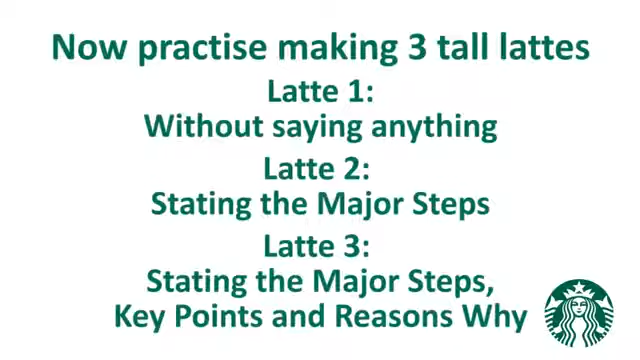 Now practise making 3 tall lattes
Latte 1:
Without saying anything
Latte 2:
Stating the Major Steps
Latte 3:
Stating the Major Steps,
Key Points and Reasons Why